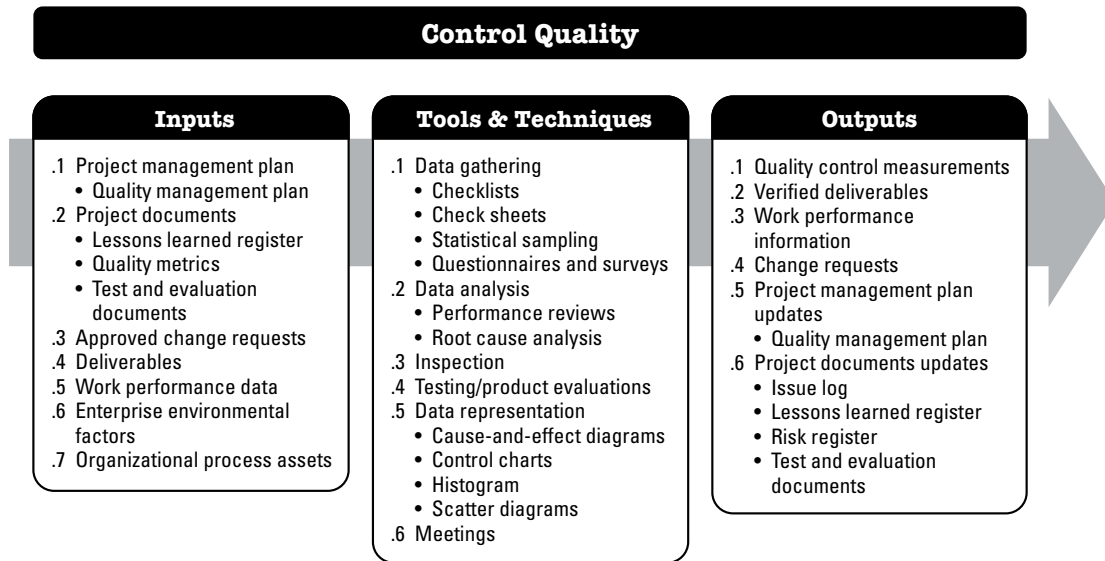 Control Quality
Inputs
.1 Project management plan
• Quality management plan
.2 Project documents
• Lessons learned register
• Quality metrics
• Test and evaluation
documents
.3 Approved change requests
.4 Deliverables
.5 Work performance data
.6 Enterprise environmental
factors
.7 Organizational process assets
Tools & Techniques
.1 Data gathering
• Checklists
• Check sheets
• Statistical sampling
• Questionnaires and surveys
.2 Data analysis
• Performance reviews
• Root cause analysis
.3 Inspection
.4 Testing/product evaluations
.5 Data representation
• Cause-and-effect diagrams
• Control charts
• Histogram
• Scatter diagrams
.6 Meetings
Outputs
.1 Quality control measurements
.2 Verified deliverables
.3 Work performance
information
.4 Change requests
.5 Project management plan
updates
• Quality management plan
.6 Project documents updates
• Issue log
• Lessons learned register
• Risk register
• Test and evaluation
documents